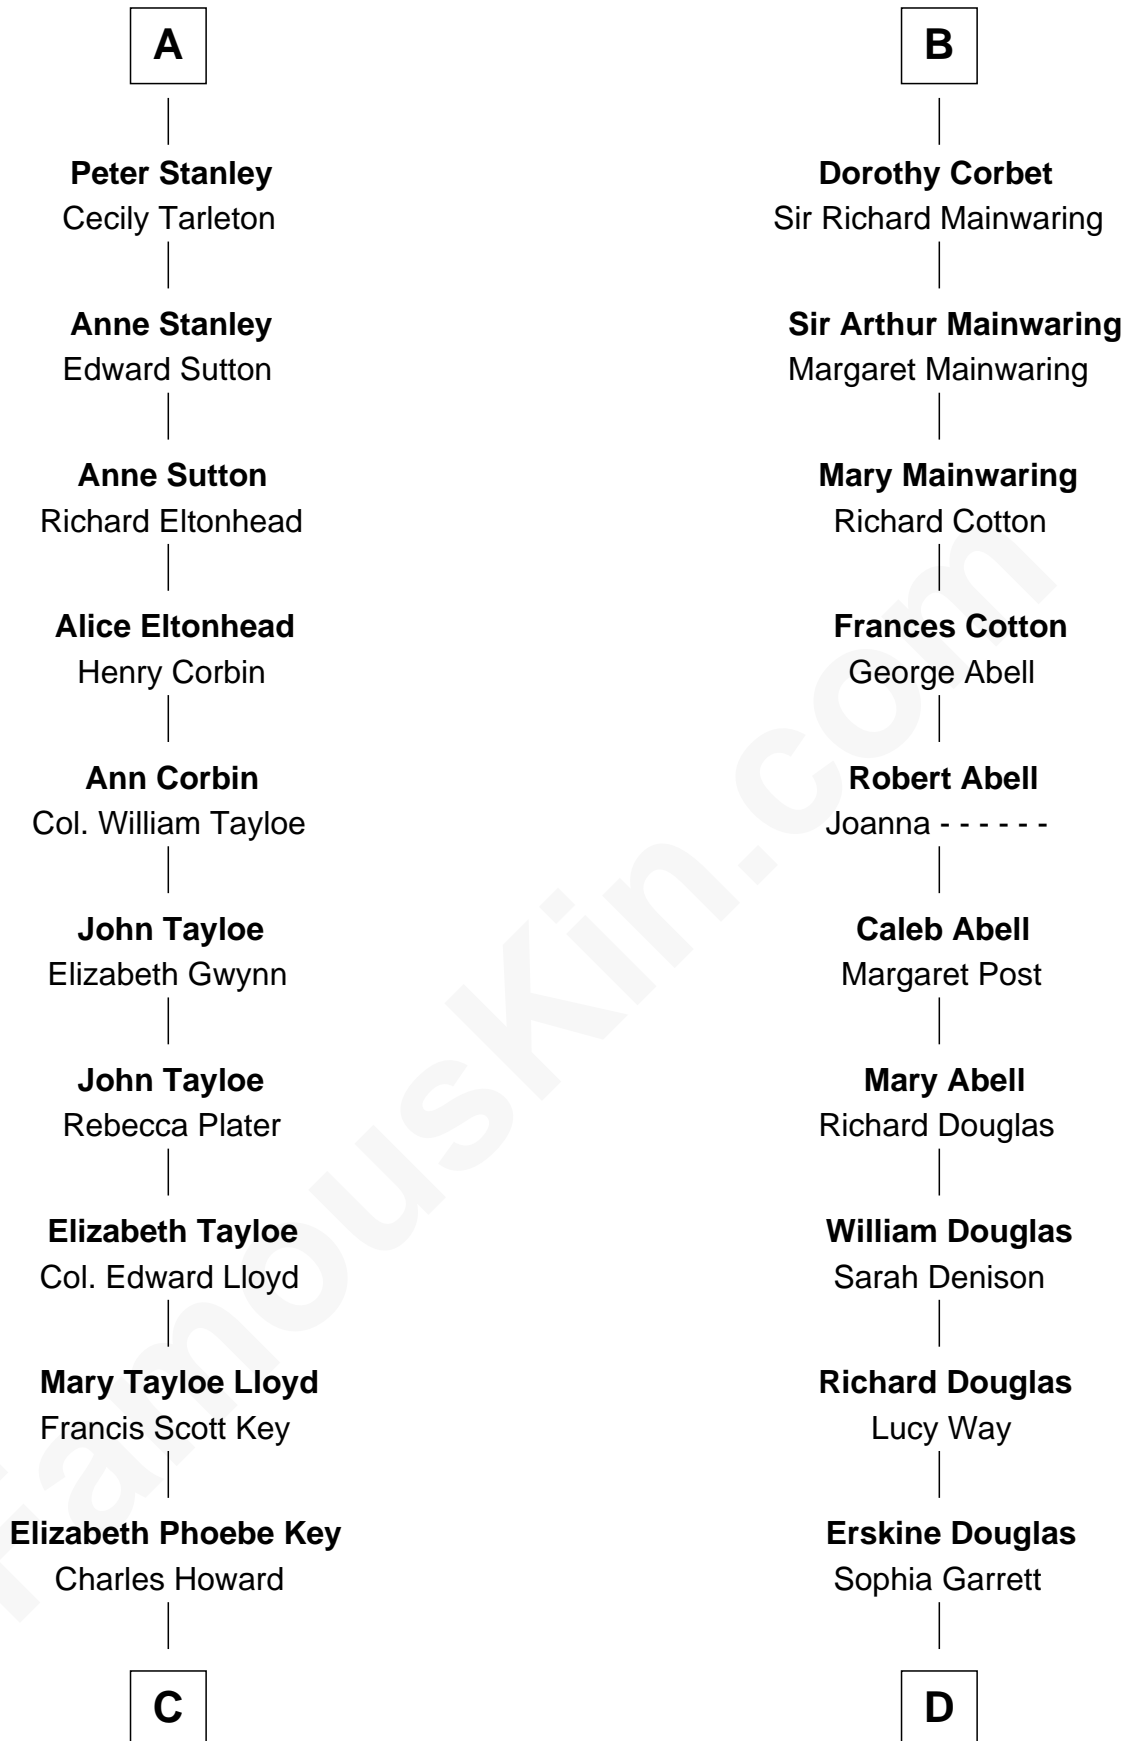 A
Peter Stanley
Cecily Tarleton
Anne Stanley
Edward Sutton
Anne Sutton
Richard Eltonhead
Alice Eltonhead
Henry Corbin
Ann Corbin
Col. William Tayloe
John Tayloe
Elizabeth Gwynn
John Tayloe
Rebecca Plater
Elizabeth Tayloe
Col. Edward Lloyd
Mary Tayloe Lloyd
Francis Scott Key
Elizabeth Phoebe Key
Charles Howard
C
B
Dorothy Corbet
Sir Richard Mainwaring
Sir Arthur Mainwaring
Margaret Mainwaring
Mary Mainwaring
Richard Cotton
Frances Cotton
George Abell
Robert Abell
Joanna - - - - - -
Caleb Abell
Margaret Post
Mary Abell
Richard Douglas
William Douglas
Sarah Denison
Richard Douglas
Lucy Way
Erskine Douglas
Sophia Garrett
D
FamousKin.com